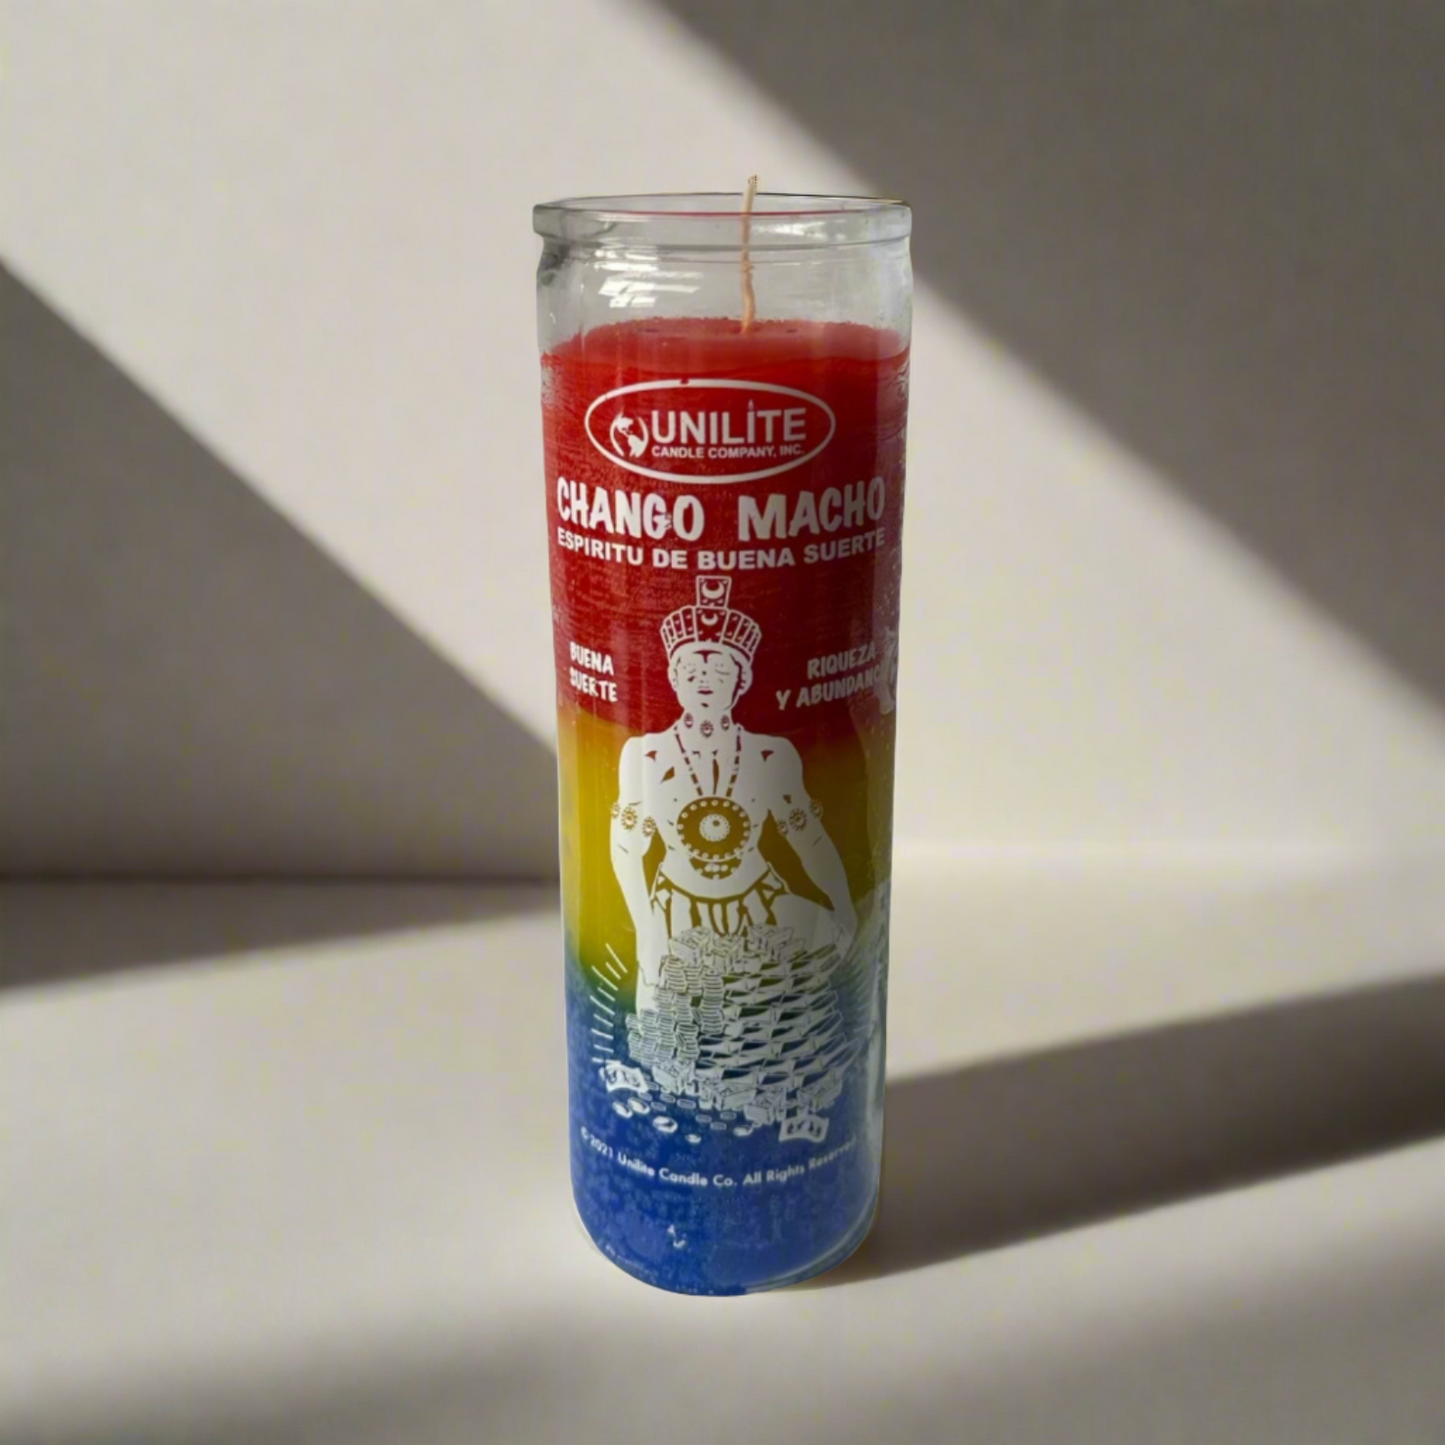 UNILITE
CANDLE COMPANY, INC.
CHANGO MACHO
ESPIRITU DE BUENA SUERTE
BUENA
SUERTE
RIQUEZA
Y ABUNDANC
© 2021 Unilite Candle Co. All Rights Reserved